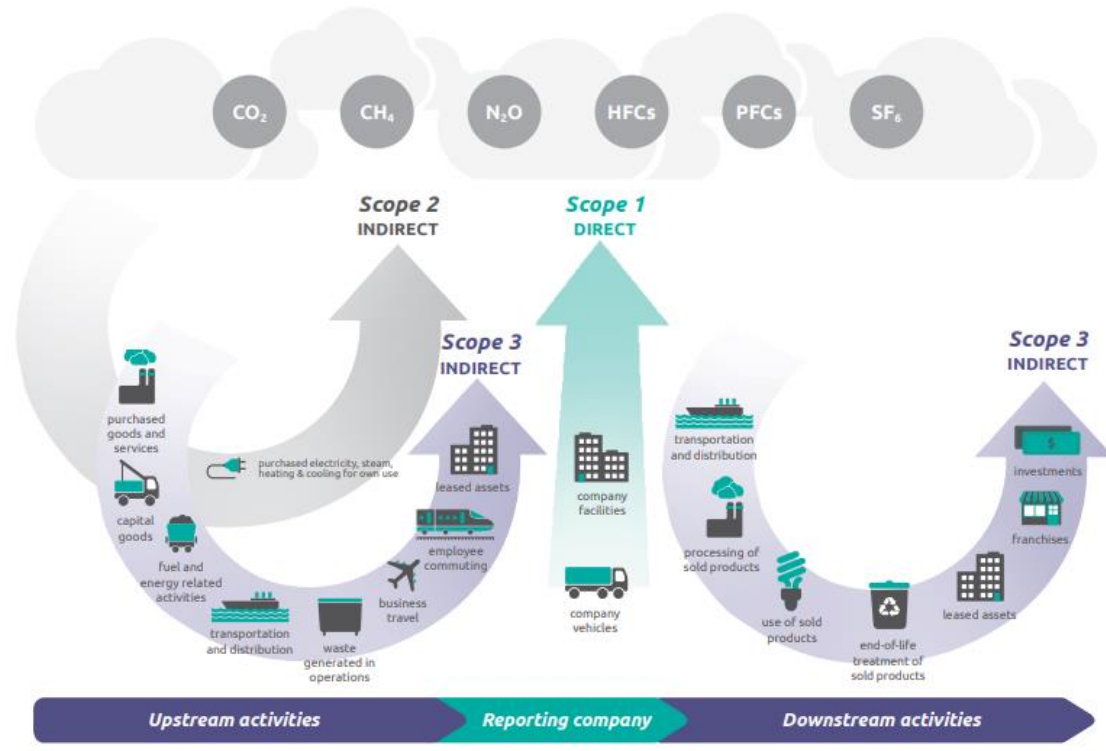 CO₂
CH₄
N₂O
HFCs
PFCs
SF₆
Scope 2
INDIRECT
Scope 1
DIRECT
Scope 3
INDIRECT
Scope 3
INDIRECT
purchased
goods and
services
capital
goods
fuel and
energy related
activities
transportation
and distribution
waste
generated in
operations
business
travel
employee
commuting
leased assets
purchased electricity, steam,
heating & cooling for own use
company
facilities
company
vehicles
transportation
and distribution
processing of
sold products
use of sold
products
end-of-life
treatment of
sold products
leased assets
franchises
$
investments
Upstream activities
Reporting company
Downstream activities